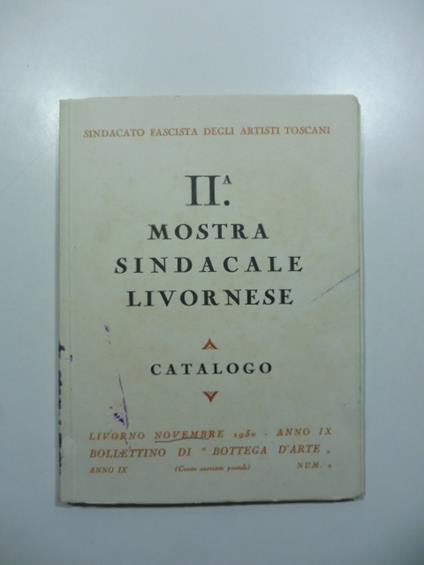 SINDACATO FASCISTA DEGLI ARTISTI TOSCANI
II.ᴬ
MOSTRA
SINDACALE
LIVORNESE
CATALOGO
LIVORNO NOVEMBRE 1930 - ANNO IX
BOLLETTINO DI " BOTTEGA D'ARTE „
ANNO IX (Conto corrente postale) NUM.